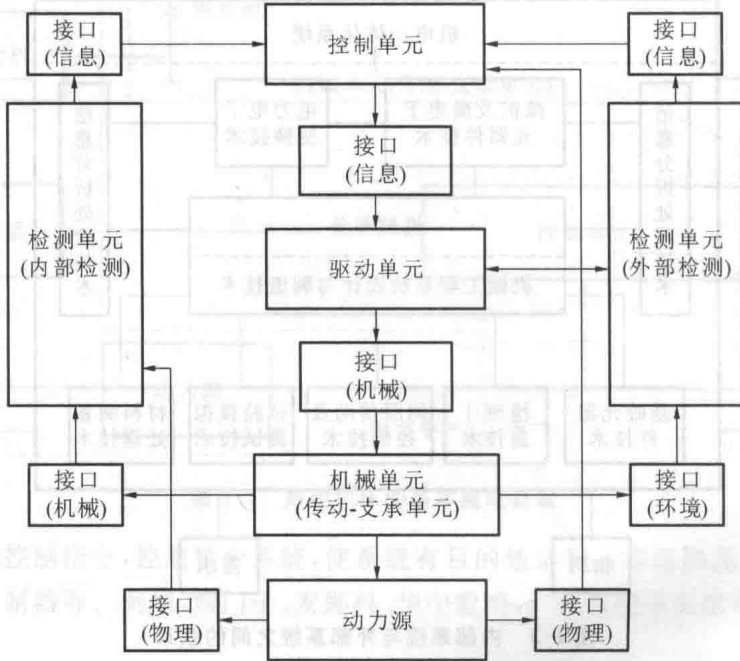 接口
(信息)
控制单元
接口
(信息)
接口
(信息)
检测单元
(内部检测)
驱动单元
检测单元
(外部检测)
接口
(机械)
接口
(机械)
机械单元
(传动-支承单元)
接口
(环境)
接口
(物理)
动力源
接口
(物理)